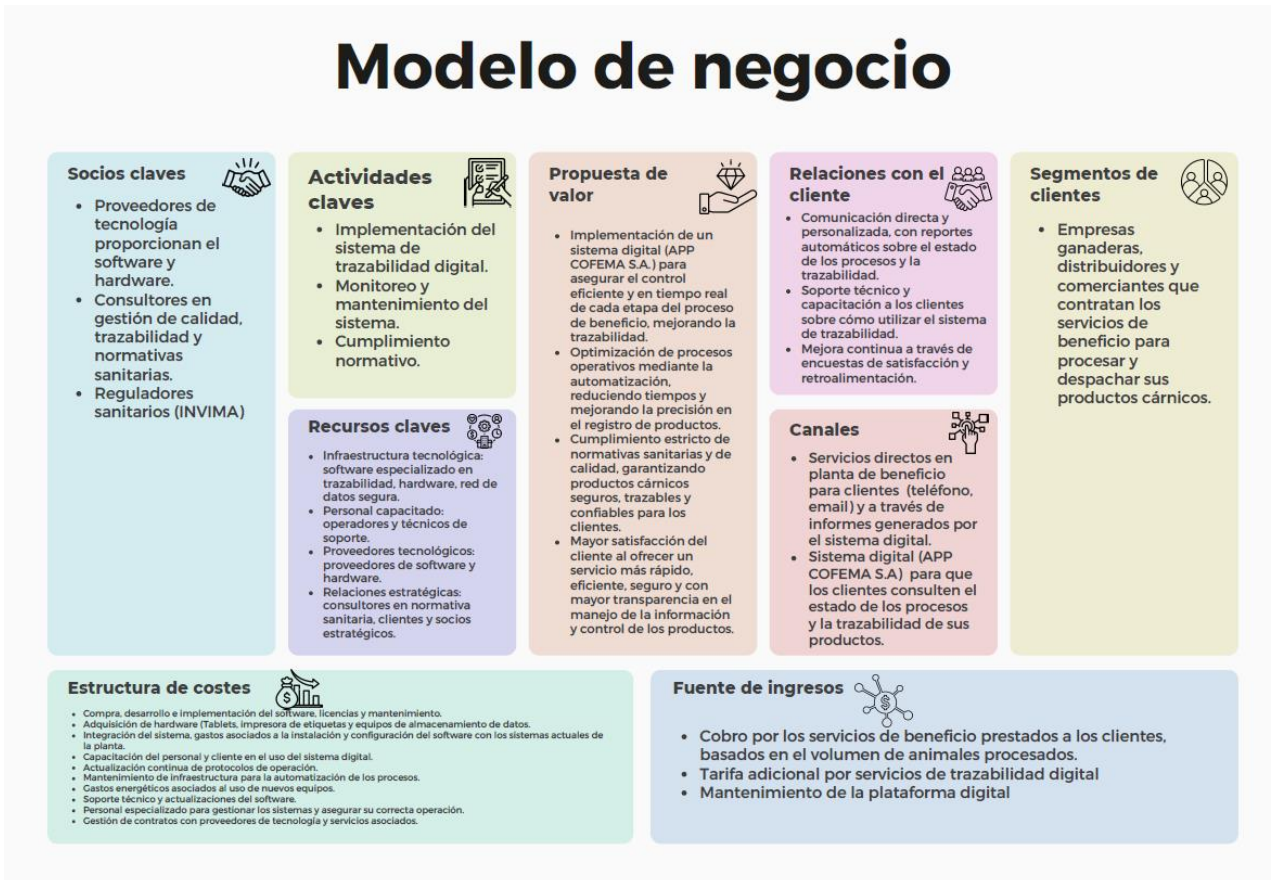 Modelo de negocio
Socios claves
• Proveedores de
tecnología
proporcionan el
software y
hardware.
• Consultores en
gestión de calidad,
trazabilidad y
normativas
sanitarias.
• Reguladores
sanitarios (INVIMA)
Actividades
claves
• Implementación del
sistema de
trazabilidad digital.
• Monitoreo y
mantenimiento del
sistema.
• Cumplimiento
normativo.
Recursos claves
• Infraestructura tecnológica:
software especializado en
trazabilidad, hardware, red de
datos segura.
• Personal capacitado:
operadores y técnicos de
soporte.
• Proveedores tecnológicos:
proveedores de software y
hardware.
• Relaciones estratégicas:
consultores en normativa
sanitaria, clientes y socios
estratégicos.
Propuesta de
valor
• Implementación de un
sistema digital (APP
COFEMA S.A.) para
asegurar el control
eficiente y en tiempo real
de cada etapa del proceso
de beneficio, mejorando la
trazabilidad.
• Optimización de procesos
operativos mediante la
automatización,
reduciendo tiempos y
mejorando la precisión en
el registro de productos.
• Cumplimiento estricto de
normativas sanitarias y de
calidad, garantizando
productos cárnicos
seguros, trazables y
confiables para los
clientes.
• Mayor satisfacción del
cliente al ofrecer un
servicio más rápido,
eficiente, seguro y con
mayor transparencia en el
manejo de la información
y control de los productos.
Relaciones con el
cliente
• Comunicación directa y
personalizada, con reportes
automáticos sobre el estado
de los procesos y la
trazabilidad.
• Soporte técnico y
capacitación a los clientes
sobre cómo utilizar el sistema
de trazabilidad.
• Mejora continua a través de
encuestas de satisfacción y
retroalimentación.
Canales
• Servicios directos en
planta de beneficio
para clientes (teléfono,
email) y a través de
informes generados por
el sistema digital.
• Sistema digital (APP
COFEMA S.A) para que
los clientes consulten el
estado de los procesos
y la trazabilidad de sus
productos.
Segmentos de
clientes
• Empresas
ganaderas,
distribuidores y
comerciantes que
contratan los
servicios de
beneficio para
procesar y
despachar sus
productos cárnicos.
Estructura de costes
• Compra, desarrollo e implementación del software, licencias y mantenimiento.
• Adquisición de hardware (Tablets, impresora de etiquetas y equipos de almacenamiento de datos.
• Integración del sistema, gastos asociados a la instalación y configuración del software con los sistemas actuales de
la planta.
• Capacitación del personal y cliente en el uso del sistema digital.
• Actualización continua de protocolos de operación.
• Mantenimiento de infraestructura para la automatización de los procesos.
• Gastos energéticos asociados al uso de nuevos equipos.
• Soporte técnico y actualizaciones del software.
• Personal especializado para gestionar los sistemas y asegurar su correcta operación.
• Gestión de contratos con proveedores de tecnología y servicios asociados.
Fuente de ingresos
• Cobro por los servicios de beneficio prestados a los clientes,
basados en el volumen de animales procesados.
• Tarifa adicional por servicios de trazabilidad digital
• Mantenimiento de la plataforma digital